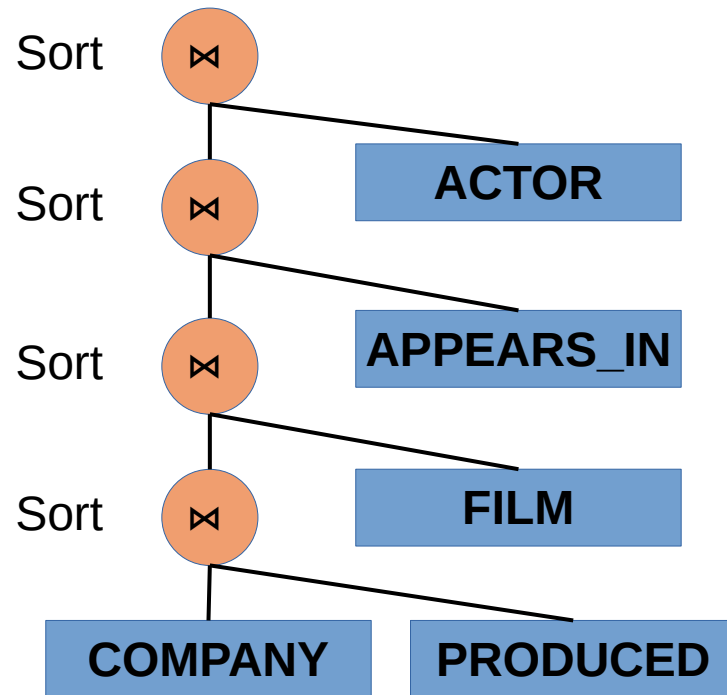 Sort ⋈
ACTOR
Sort ⋈
APPEARS_IN
Sort ⋈
FILM
Sort ⋈
COMPANY PRODUCED